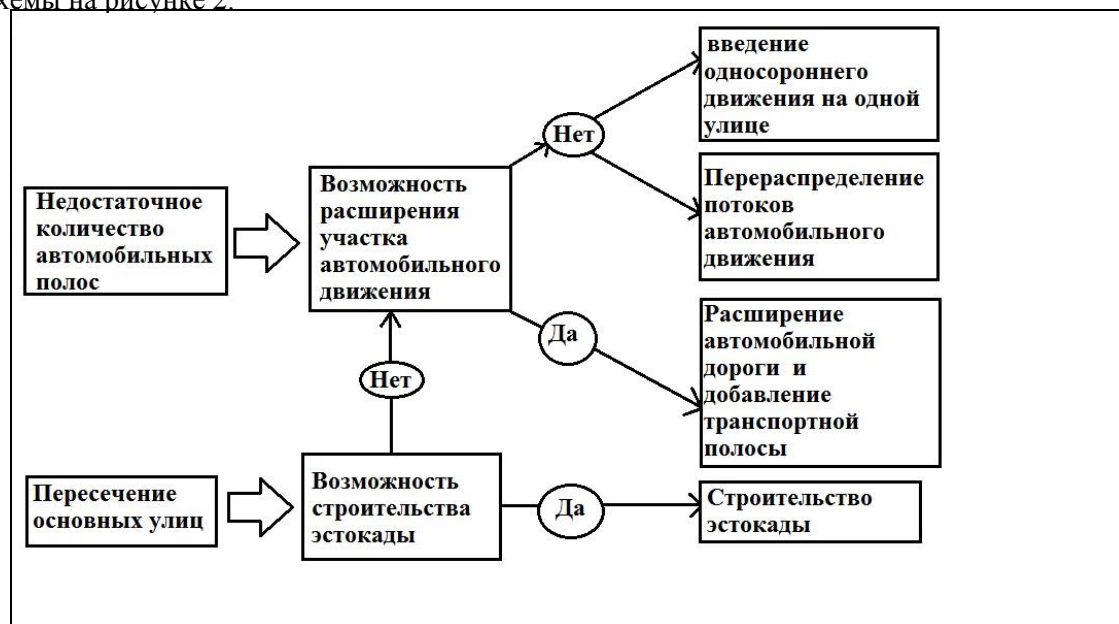 хемы на рисунке 2.
введение
одностороннего
движения на одной
улице
Нет
Перераспределение
потоков
автомобильного
движения
Недостаточное
количество
автомобильных
полос
Возможность
расширения
участка
автомобильного
движения
Да
Расширение
автомобильной
дороги и
добавление
транспортной
полосы
Нет
Пересечение
основных улиц
Возможность
строительства
эстокады
Да
Строительство
эстокады